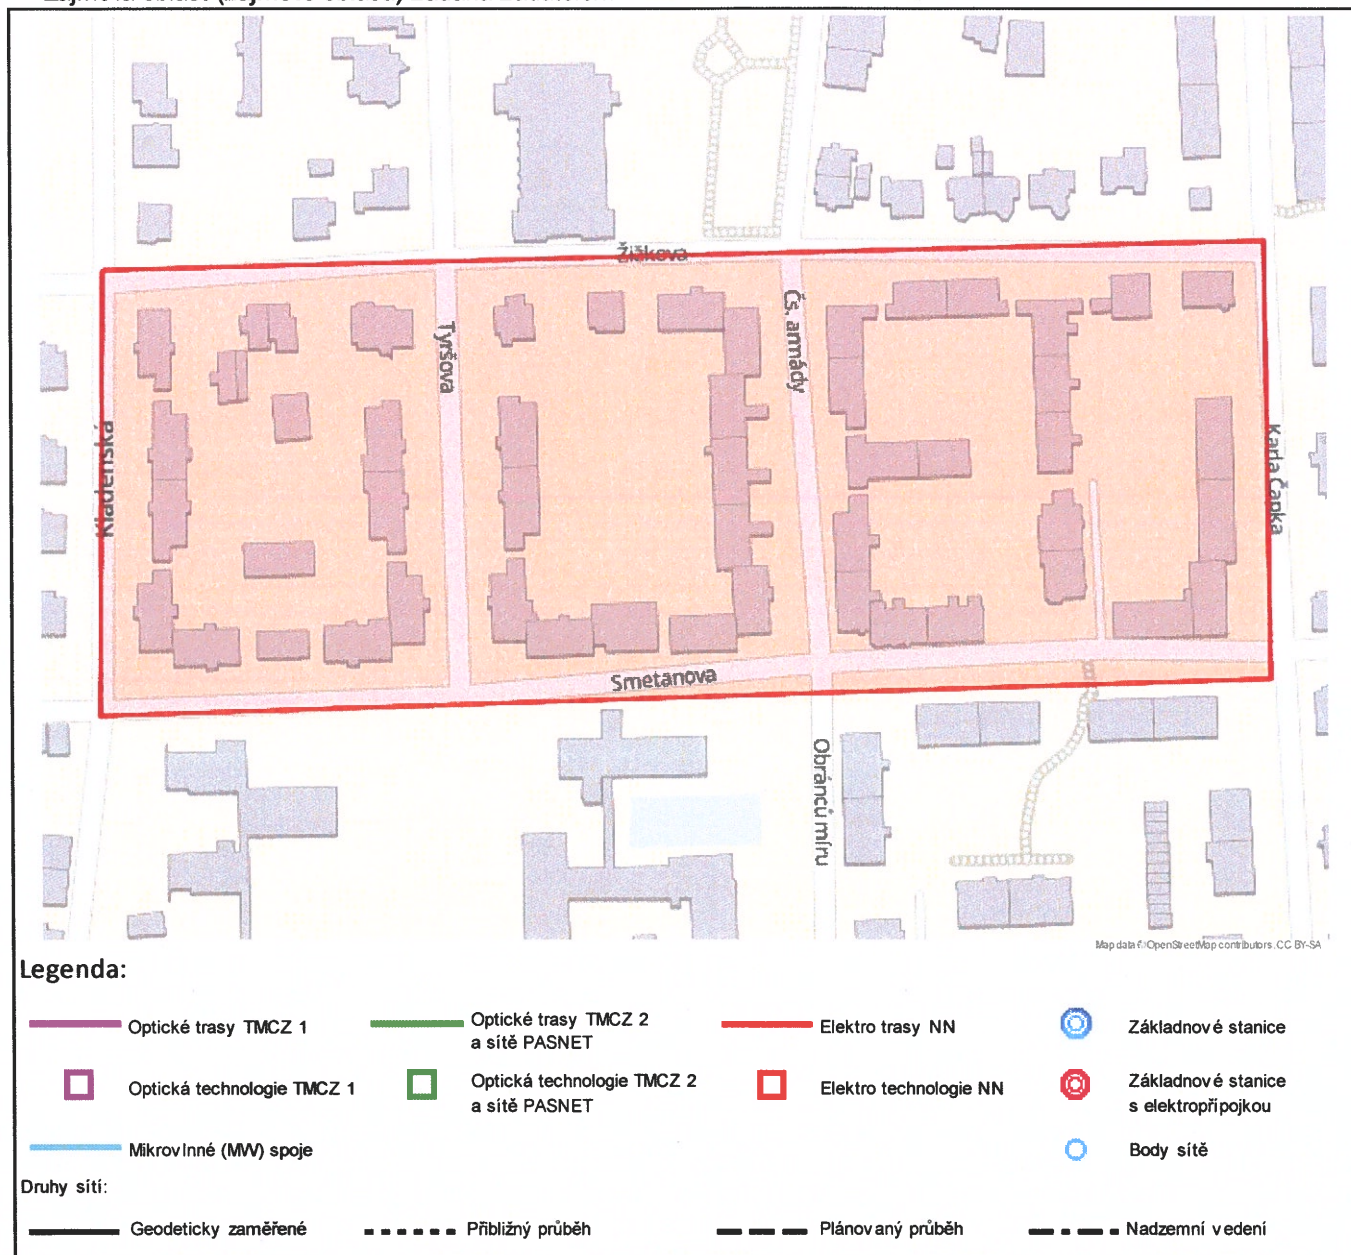 Žižkova
Čs. armády
Tyršova
Kladenská
Karla Čapka
Smetanova
Obránců míru
Map data © OpenStreetMap contributors, CC BY-SA
Legenda:
Optické trasy TMCZ 1
Optické trasy TMCZ 2
a sítě PASNET
Elektro trasy NN
Základnové stanice
Optická technologie TMCZ 1
Optická technologie TMCZ 2
a sítě PASNET
Elektro technologie NN
Základnové stanice
s elektropřípojkou
Mikrovlnné (MW) spoje
Body sítě
Druhy sítí:
Geodeticky zaměřené
Přibližný průběh
Plánovaný průběh
Nadzemní vedení